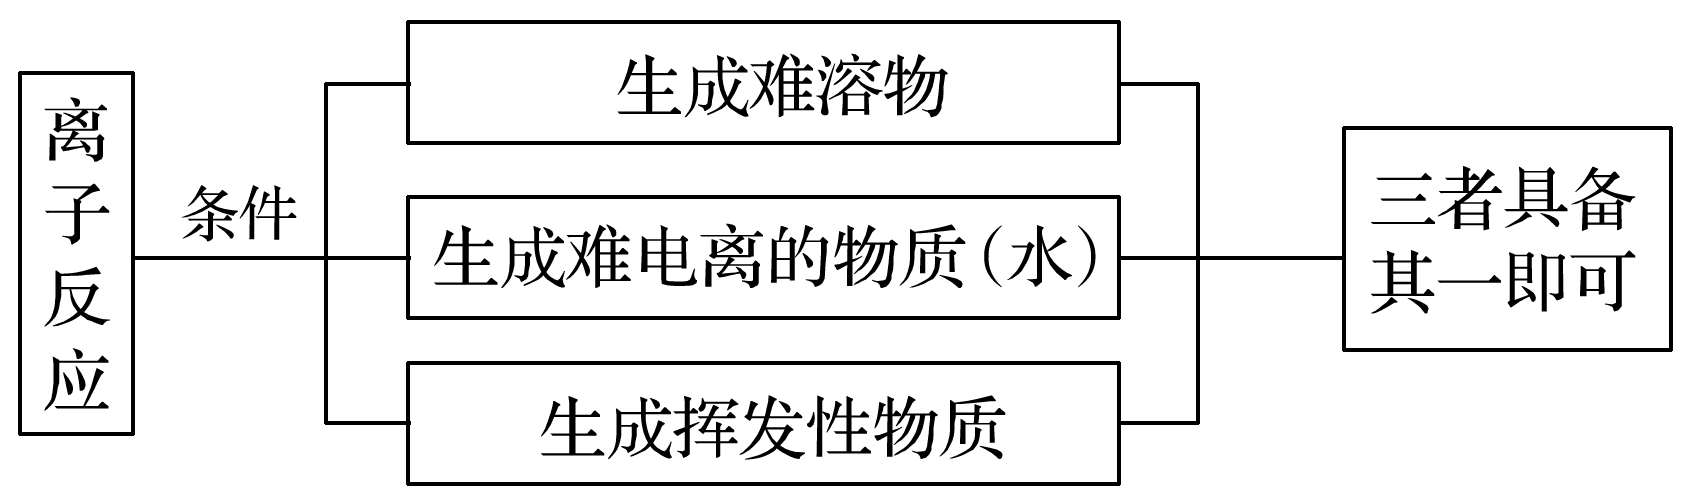 离子反应
条件
生成难溶物
生成难电离的物质(水)
生成挥发性物质
三者具备
其一即可